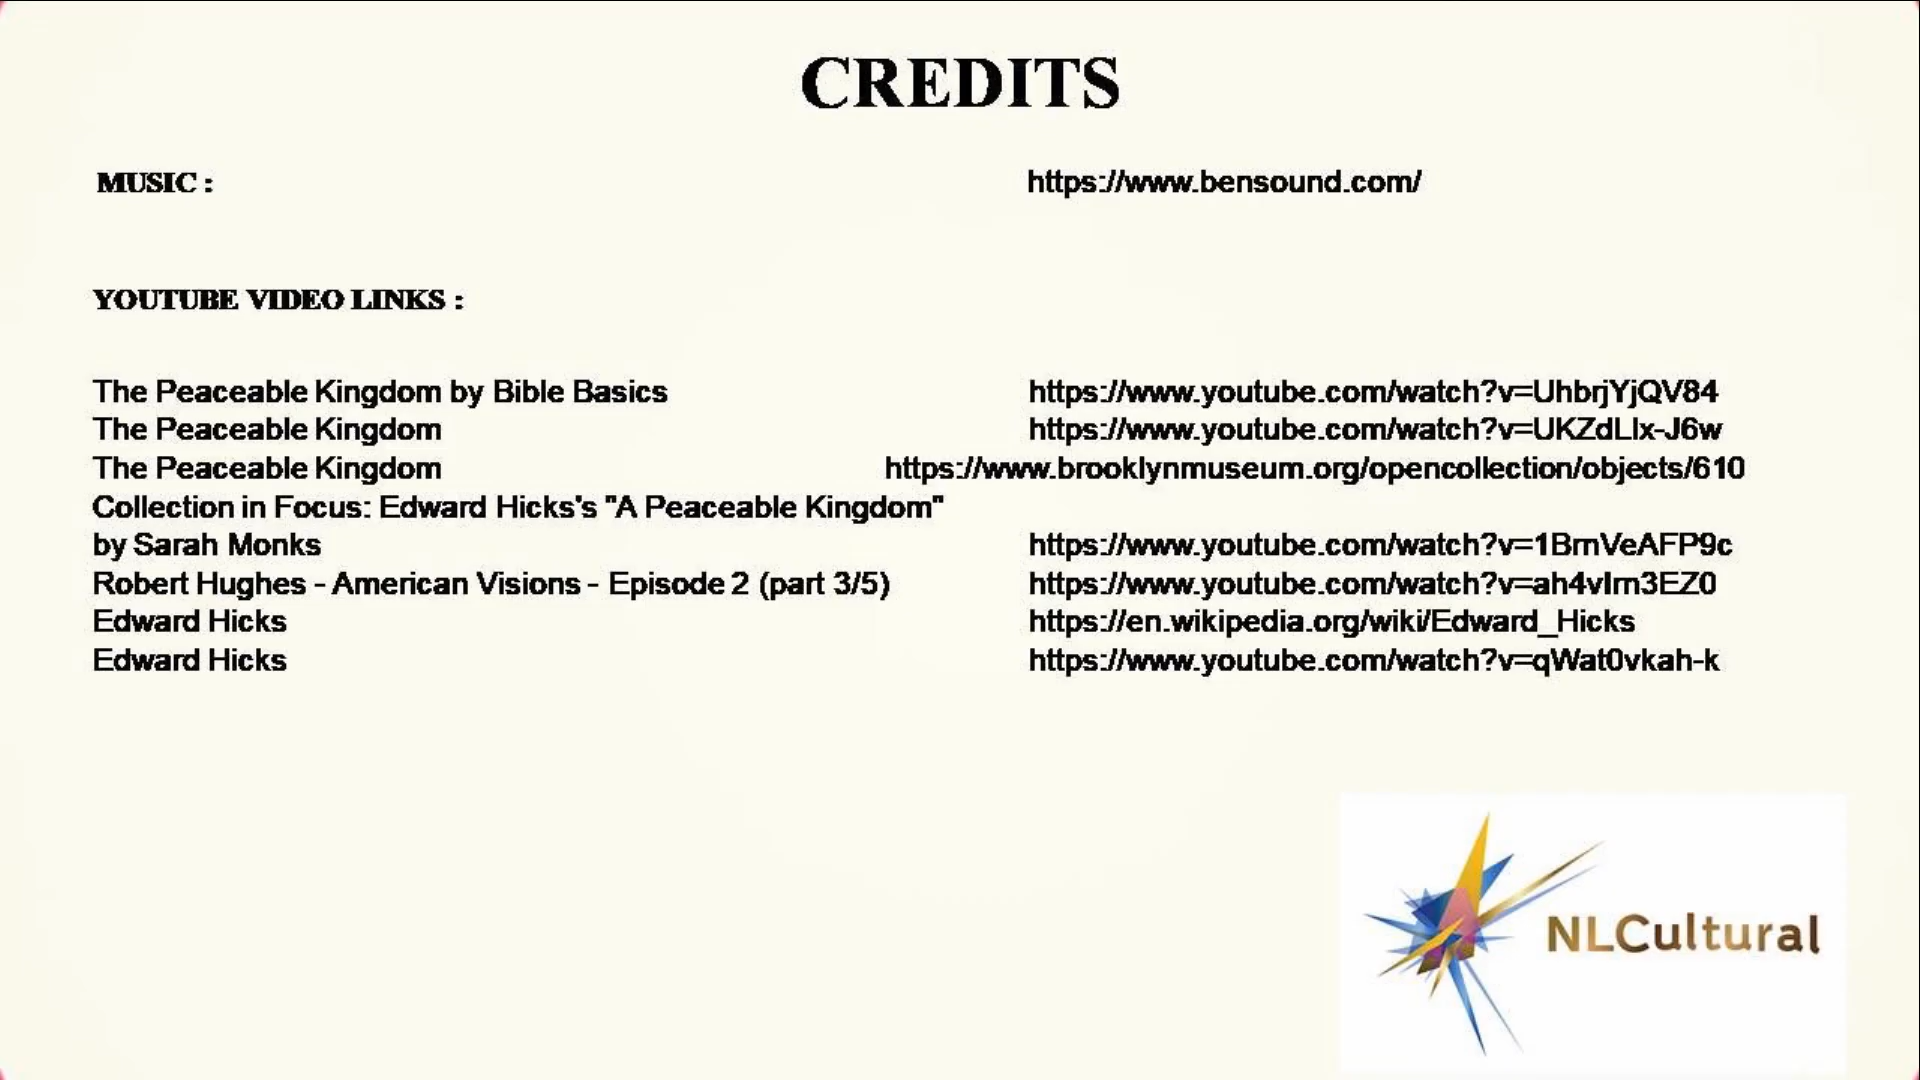 CREDITS
MUSIC : https://www.bensound.com/
YOUTUBE VIDEO LINKS :
The Peaceable Kingdom by Bible Basics https://www.youtube.com/watch?v=UhbrjYjQV84
The Peaceable Kingdom https://www.youtube.com/watch?v=UKZdLlx-J6w
The Peaceable Kingdom https://www.brooklynmuseum.org/opencollection/objects/610
Collection in Focus: Edward Hicks's "A Peaceable Kingdom"
by Sarah Monks https://www.youtube.com/watch?v=1BmVeAFP9c
Robert Hughes - American Visions - Episode 2 (part 3/5) https://www.youtube.com/watch?v=ah4vIm3EZ0
Edward Hicks https://en.wikipedia.org/wiki/Edward_Hicks
Edward Hicks https://www.youtube.com/watch?v=qWat0vkah-k
NLCultural